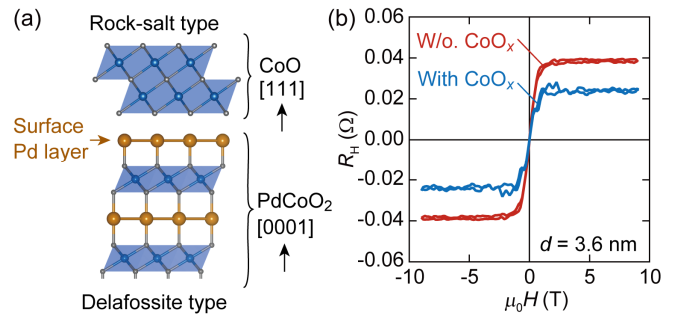 (a)
Rock-salt type
CoO
[111]
Surface
Pd layer
PdCoO₂
[0001]
Delafossite type
(b)
0.06
0.04
0.02
0.00
-0.02
-0.04
-0.06
R_H (Ω)
W/o. CoOₓ
With CoOₓ
d = 3.6 nm
-10
-5
0
5
10
μ₀H (T)